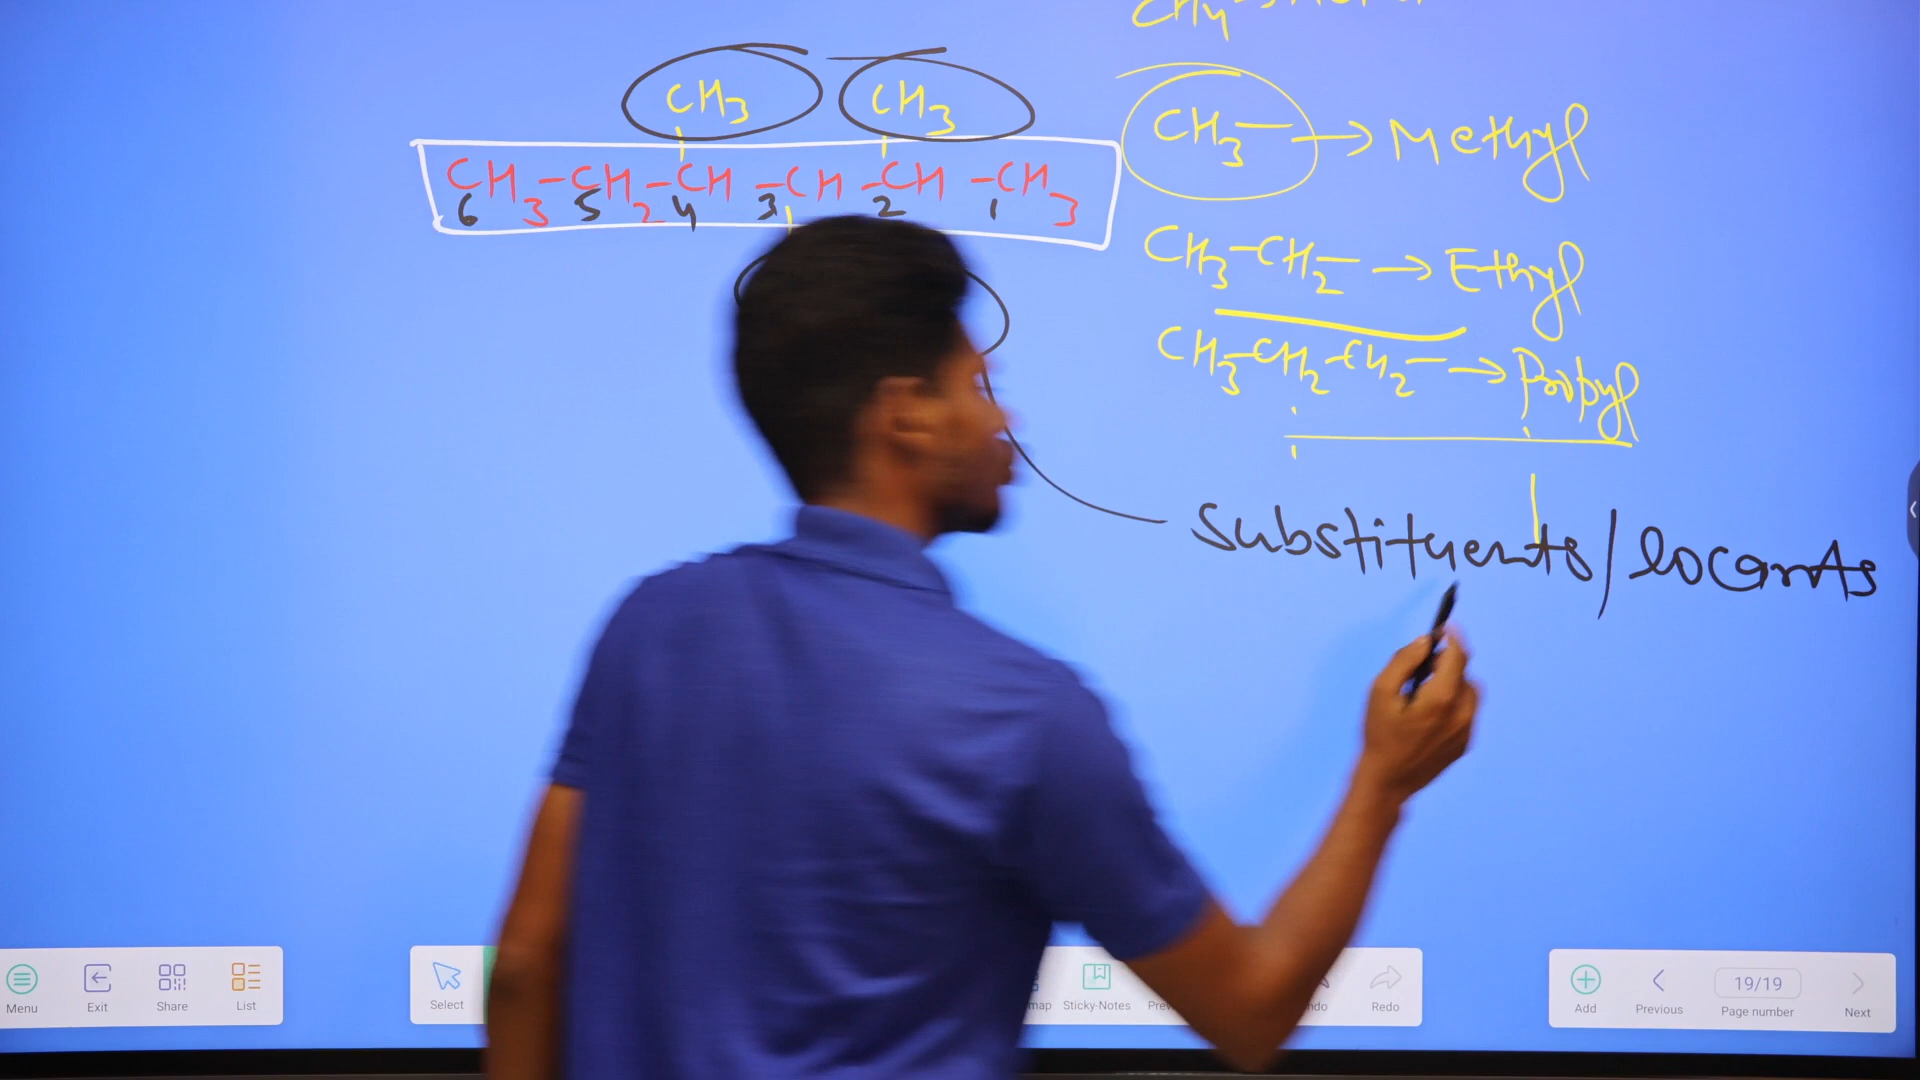 CH3 CH3
CH3-CH2-CH-CH-CH-CH3
6 5 4 3 2 1
CH3— → Methyl
CH3-CH2— → Ethyl
CH3-CH2-CH2— → Propyl
Substituents/locants
Menu Exit Share List
Select map Sticky-Notes Redo
Add Previous 19/19 Page number Next